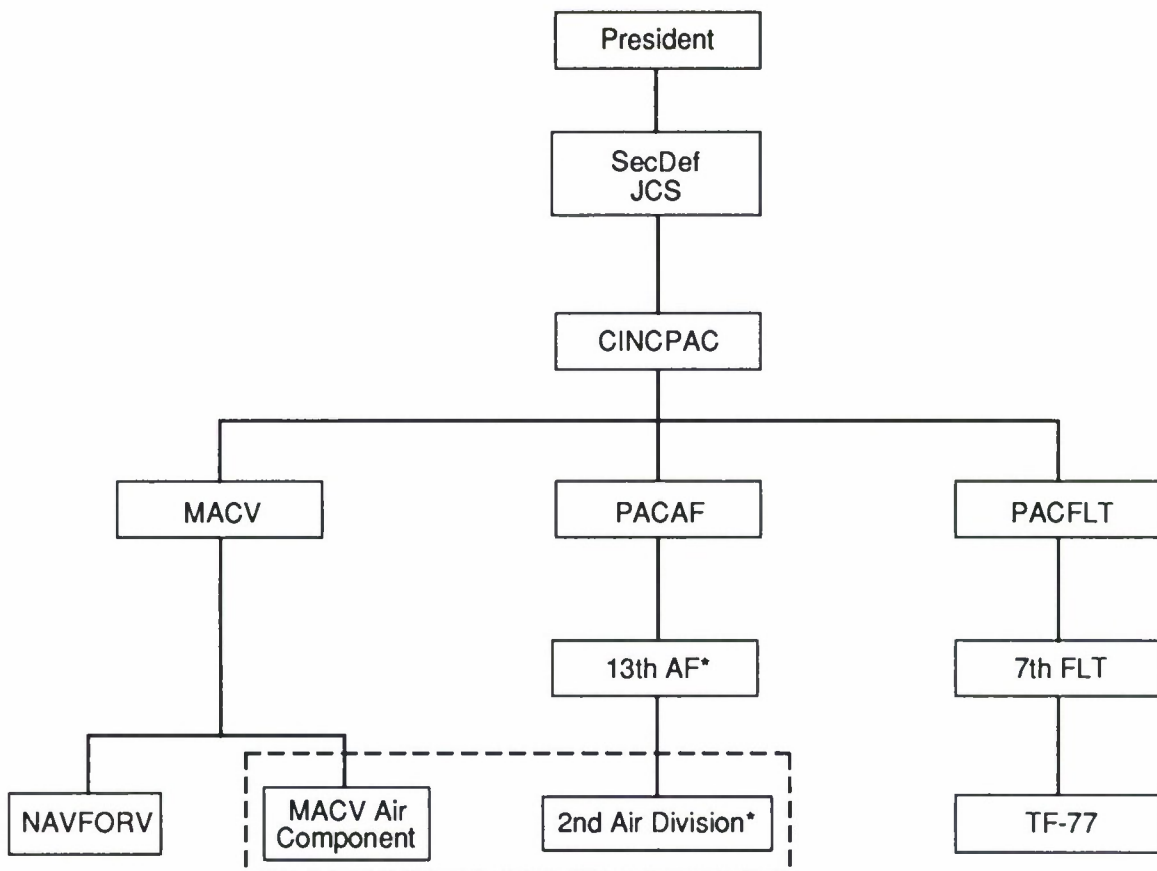 President
SecDef
JCS
CINCPAC
MACV
PACAF
PACFLT
13th AF*
7th FLT
NAVFORV
MACV Air
Component
2nd Air Division*
TF-77